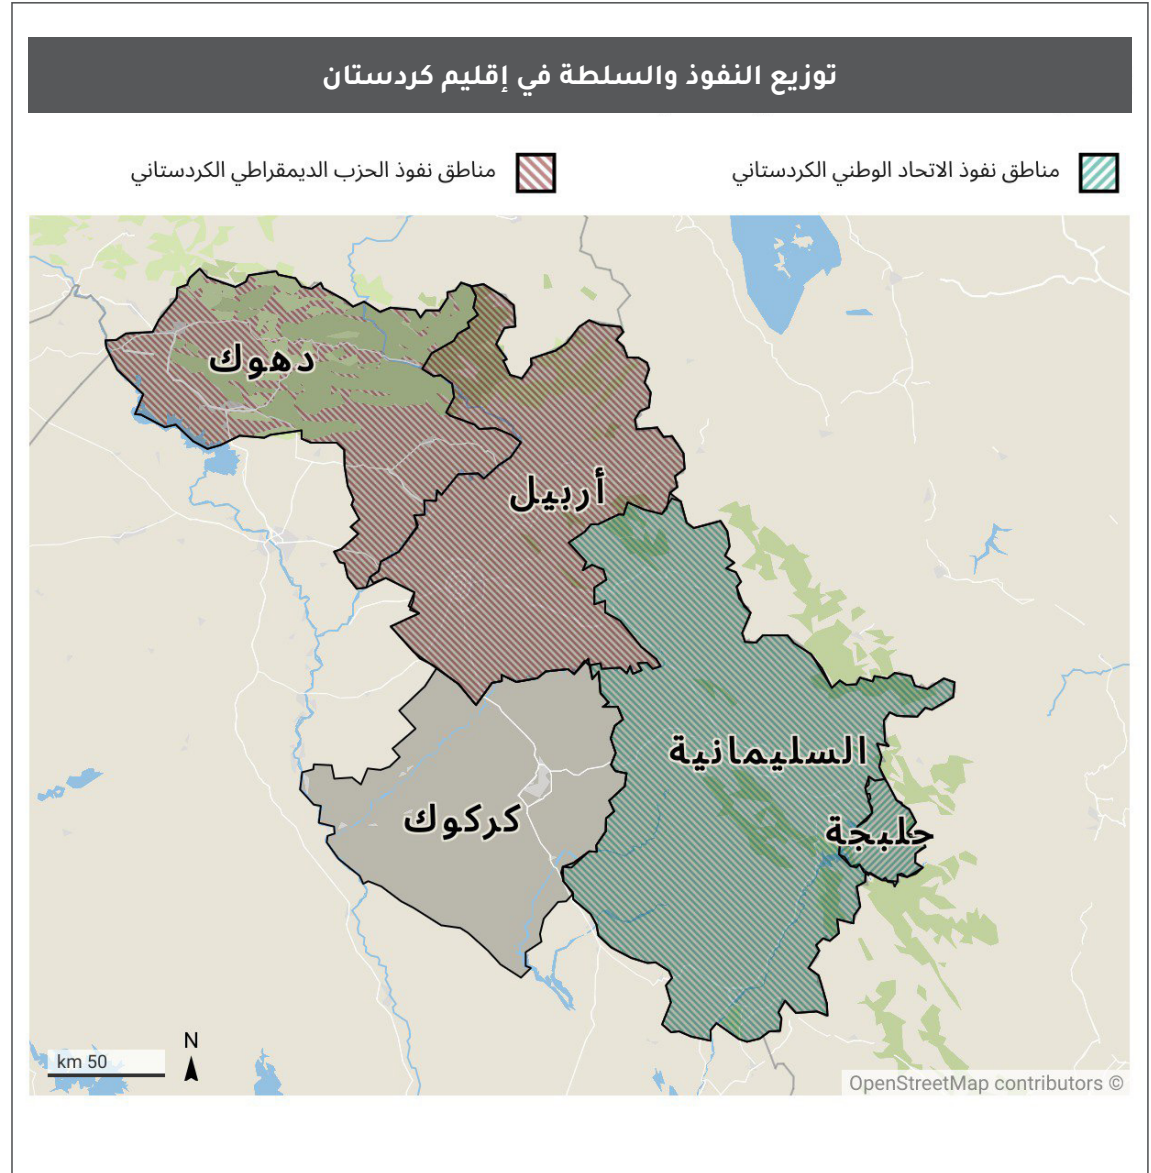 توزيع النفوذ والسلطة في إقليم كردستان
مناطق نفوذ الاتحاد الوطني الكردستاني
مناطق نفوذ الحزب الديمقراطي الكردستاني
دهوك
أربيل
السليمانية
كركوك
حلبجة
N
50 km
OpenStreetMap contributors ©